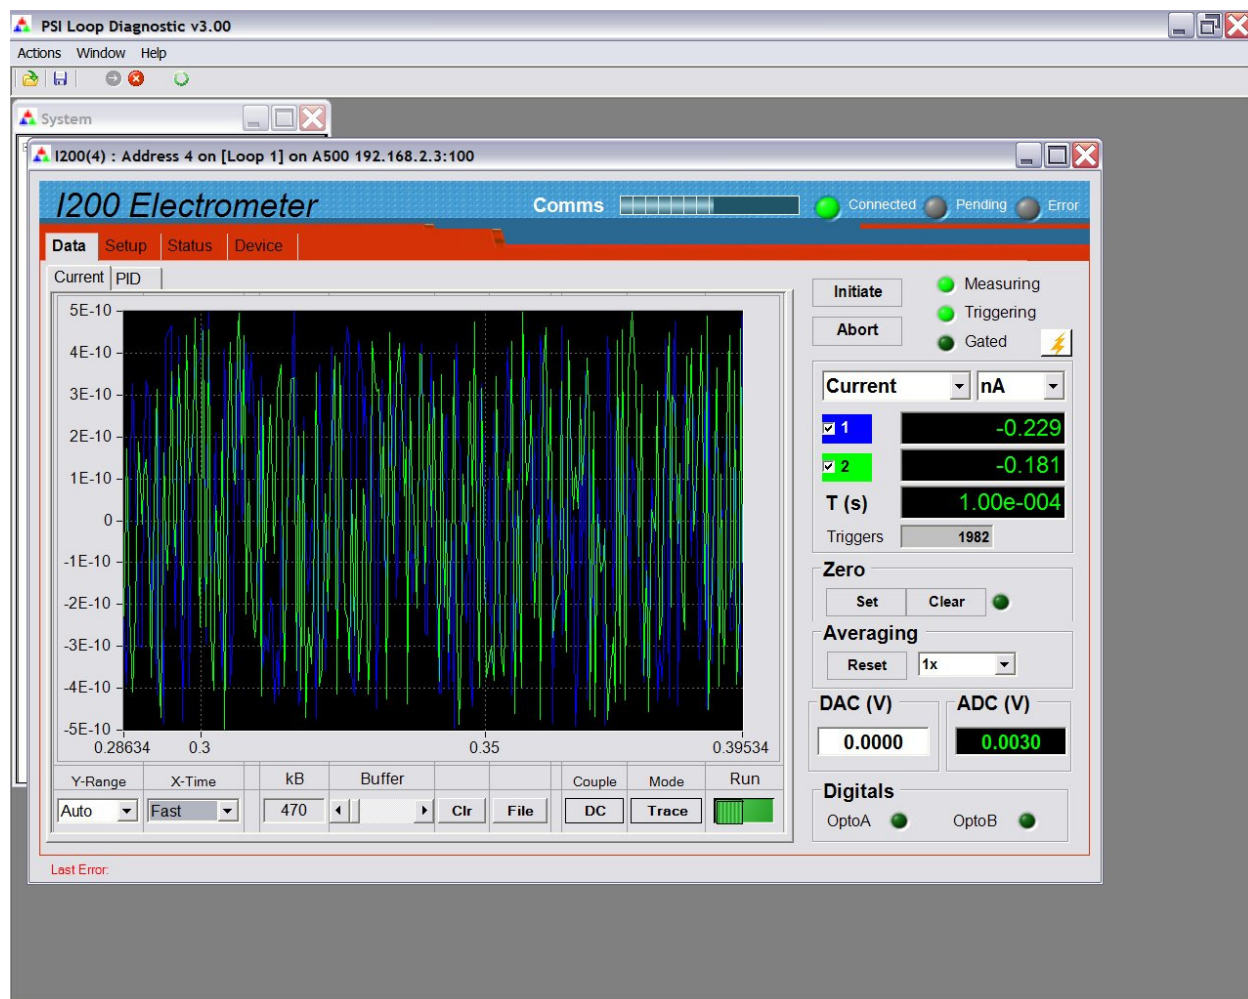 PSI Loop Diagnostic v3.00
Actions Window Help
System
I200(4) : Address 4 on [Loop 1] on A500 192.168.2.3:100
I200 Electrometer
Comms
Connected Pending Error
Data Setup Status Device
Current PID
5E-10
4E-10
3E-10
2E-10
1E-10
0
-1E-10
-2E-10
-3E-10
-4E-10
-5E-10
0.28634 0.3 0.35 0.39534
Y-Range X-Time kB Buffer Couple Mode Run
Auto Fast 470 Clr File DC Trace
Initiate
Abort
Measuring
Triggering
Gated
Current nA
1 -0.229
2 -0.181
T (s) 1.00e-004
Triggers 1982
Zero
Set Clear
Averaging
Reset 1x
DAC (V) ADC (V)
0.0000 0.0030
Digitals
OptoA OptoB
Last Error: